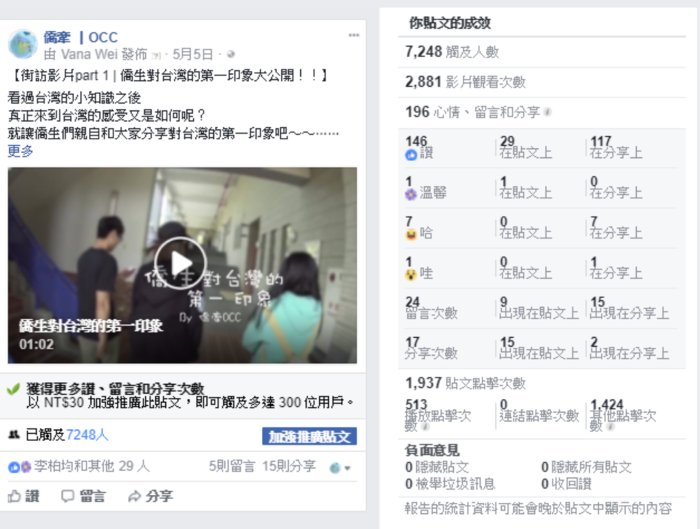 僑牽 | OCC
由 Vana Wei 發佈 · 5月5日 ·
【街訪影片part 1 | 僑生對台灣的第一印象大公開！！】
看過台灣的小知識之後
真正來到台灣的感受又是如何呢？
就讓僑生們親自和大家分享對台灣的第一印象吧～～……
更多
僑生對台灣的
第一印象
By 僑牽OCC
僑生對台灣的第一印象
01:02
獲得更多讚、留言和分享次數
以 NT$30 加強推廣此貼文，即可觸及多達 300 位用戶。
已觸及7248人
加強推廣貼文
李柏均和其他 29 人
5則留言 15則分享
讚 留言 分享
你貼文的成效
7,248 觸及人數
2,881 影片觀看次數
196 心情、留言和分享
146 29 117
讚 在貼文上 在分享上
1 1 0
溫馨 在貼文上 在分享上
7 0 7
哈 在貼文上 在分享上
1 0 1
哇 在貼文上 在分享上
24 9 15
留言次數 出現在貼文上 出現在分享上
17 15 2
分享次數 出現在貼文上 出現在分享上
1,937 貼文點擊次數
513 0 1,424
播放點擊次數 連結點擊次數 其他點擊次數
負面意見
0 隱藏貼文 0 隱藏所有貼文
0 檢舉垃圾訊息 0 收回讚
報告的統計資料可能會晚於貼文中顯示的內容